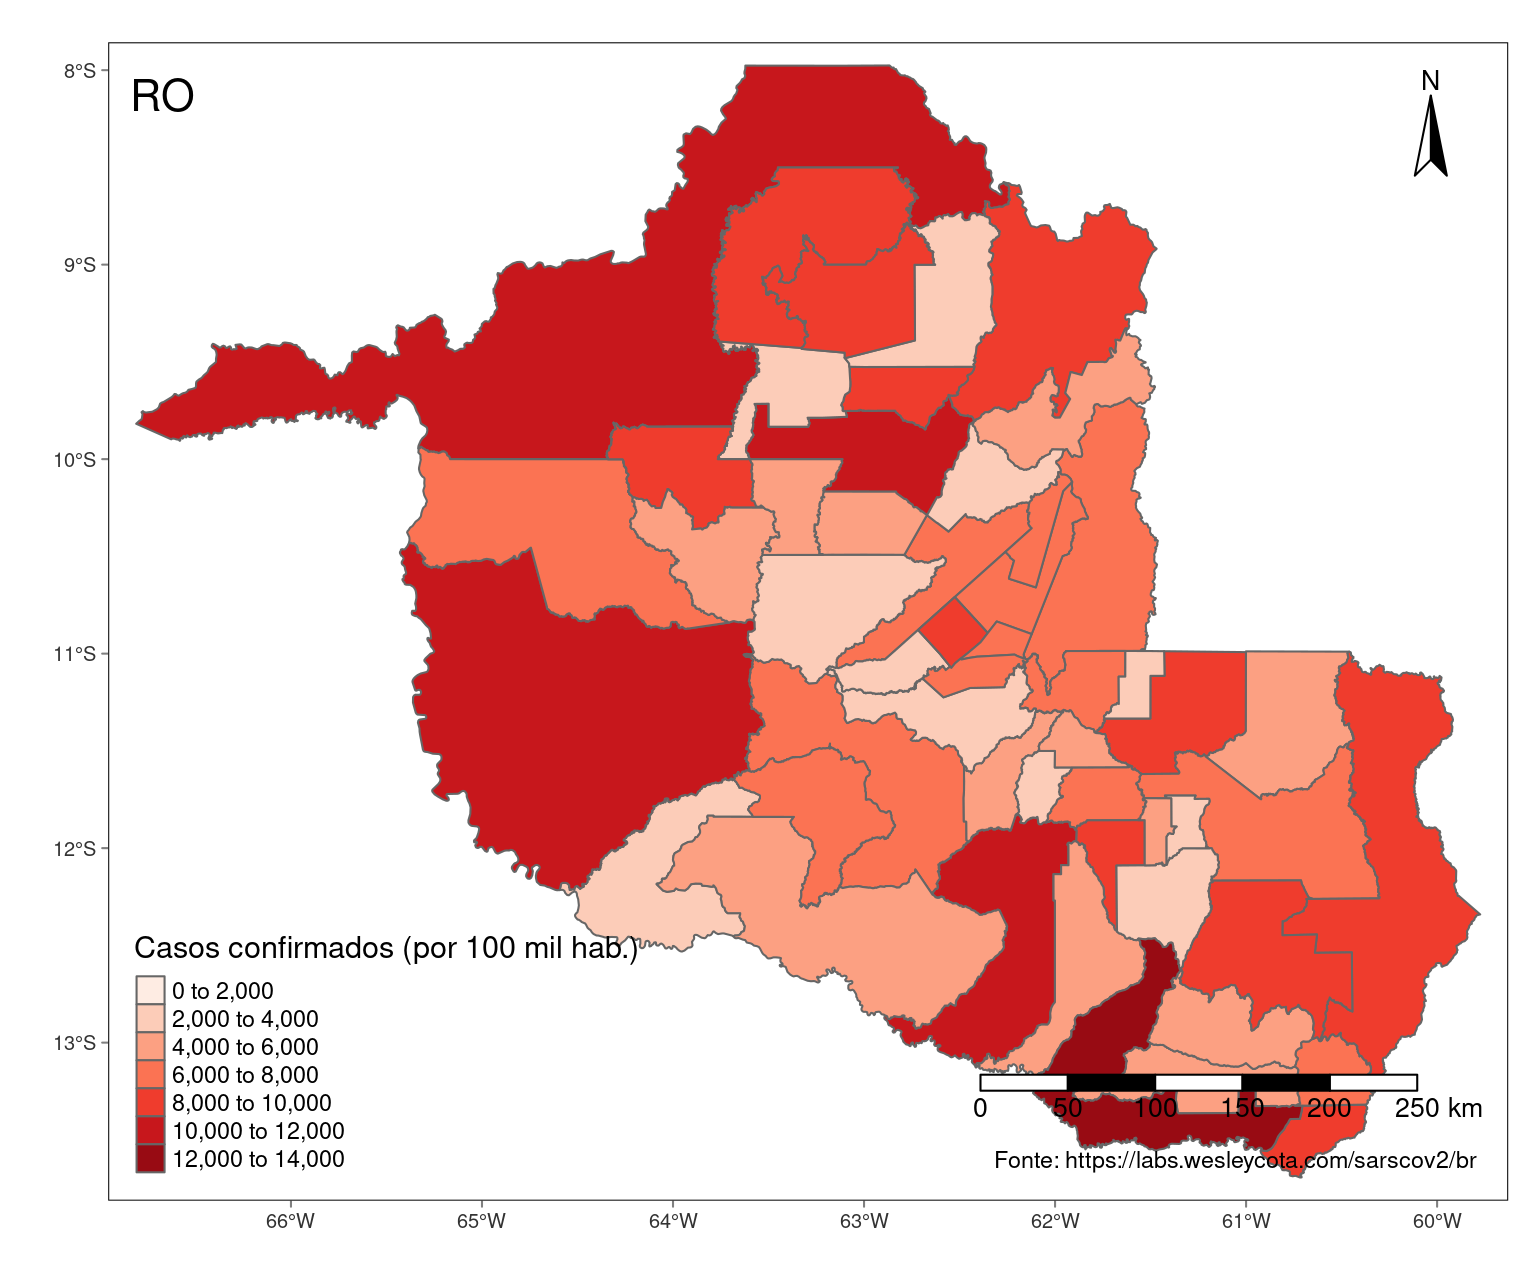 RO
N
8°S
9°S
10°S
11°S
12°S
13°S
Casos confirmados (por 100 mil hab.)
0 to 2,000
2,000 to 4,000
4,000 to 6,000
6,000 to 8,000
8,000 to 10,000
10,000 to 12,000
12,000 to 14,000
0 50 100 150 200 250 km
Fonte: https://labs.wesleycota.com/sarscov2/br
66°W 65°W 64°W 63°W 62°W 61°W 60°W